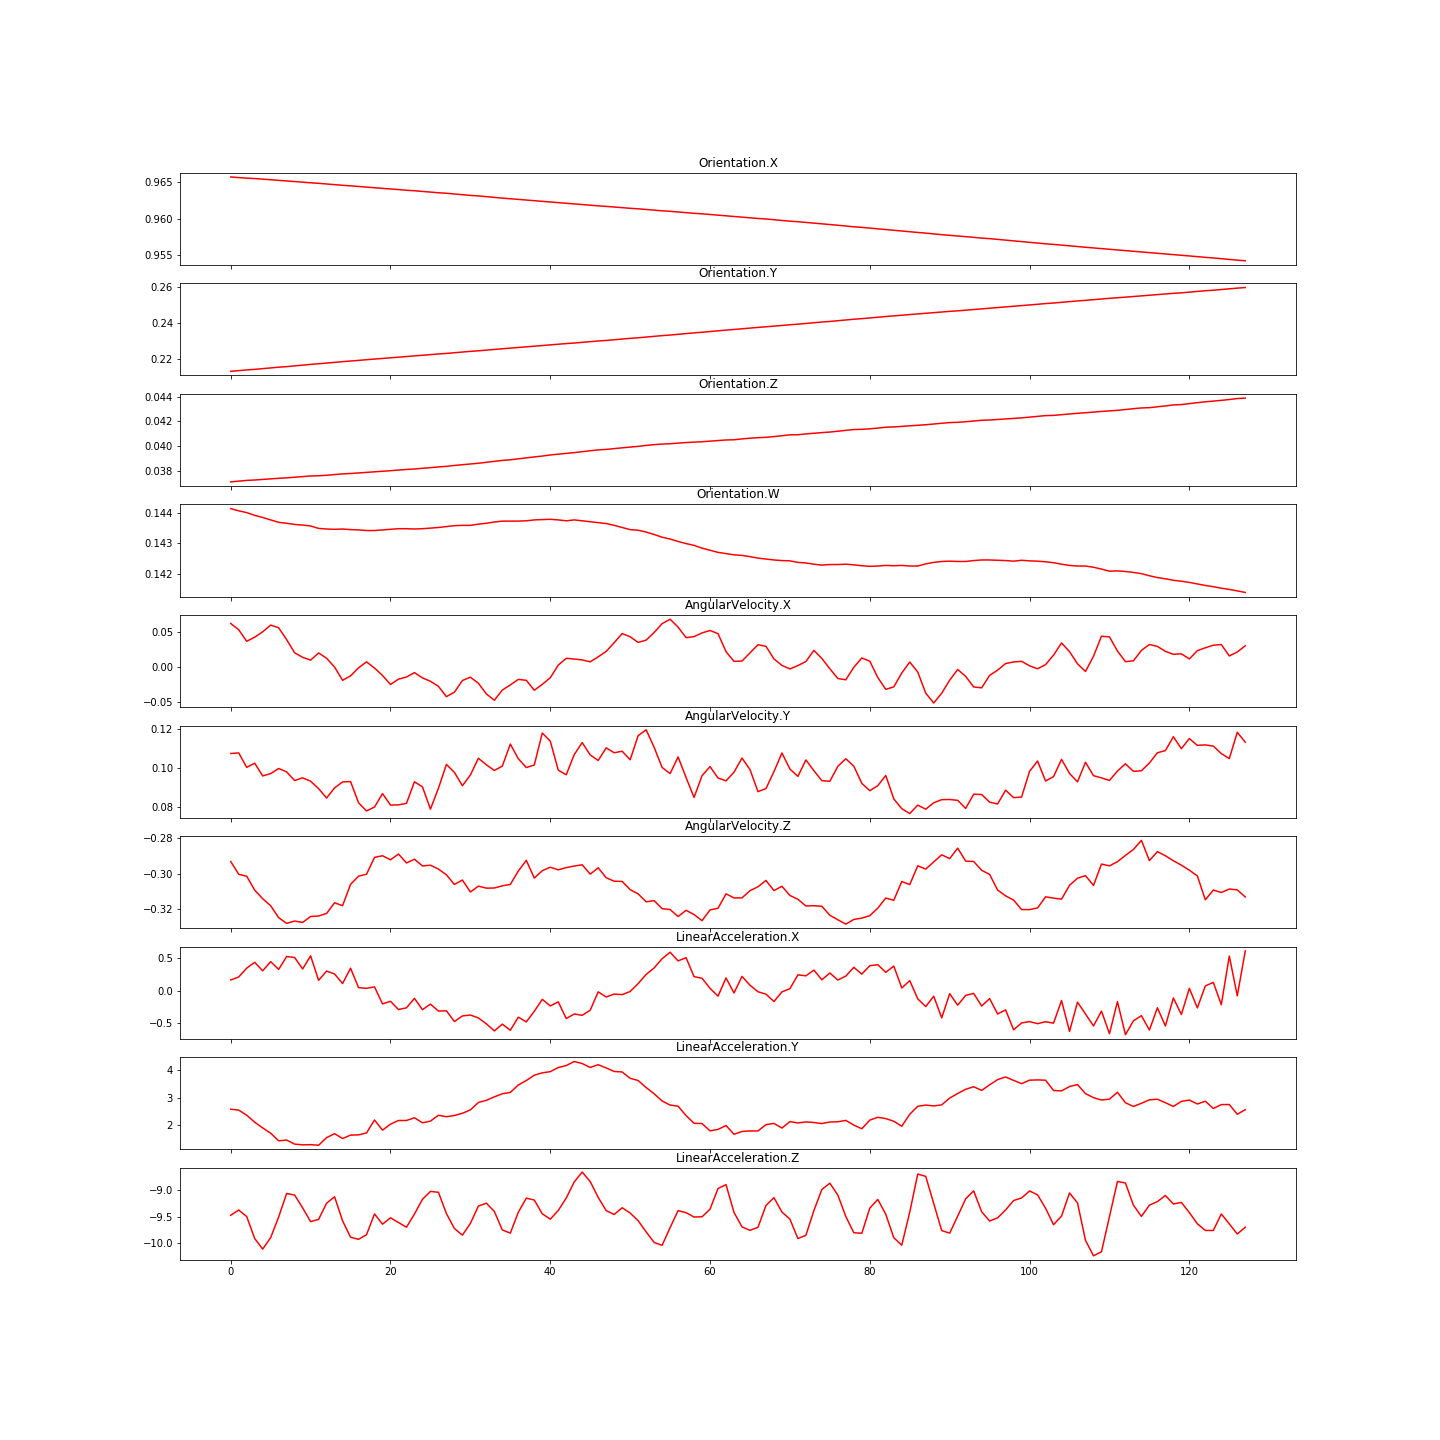 Orientation.X
0.965
0.960
0.955
Orientation.Y
0.26
0.24
0.22
Orientation.Z
0.044
0.042
0.040
0.038
Orientation.W
0.144
0.143
0.142
AngularVelocity.X
0.05
0.00
−0.05
AngularVelocity.Y
0.12
0.10
0.08
AngularVelocity.Z
−0.28
−0.30
−0.32
LinearAcceleration.X
0.5
0.0
−0.5
LinearAcceleration.Y
4
3
2
LinearAcceleration.Z
−9.0
−9.5
−10.0
0 20 40 60 80 100 120